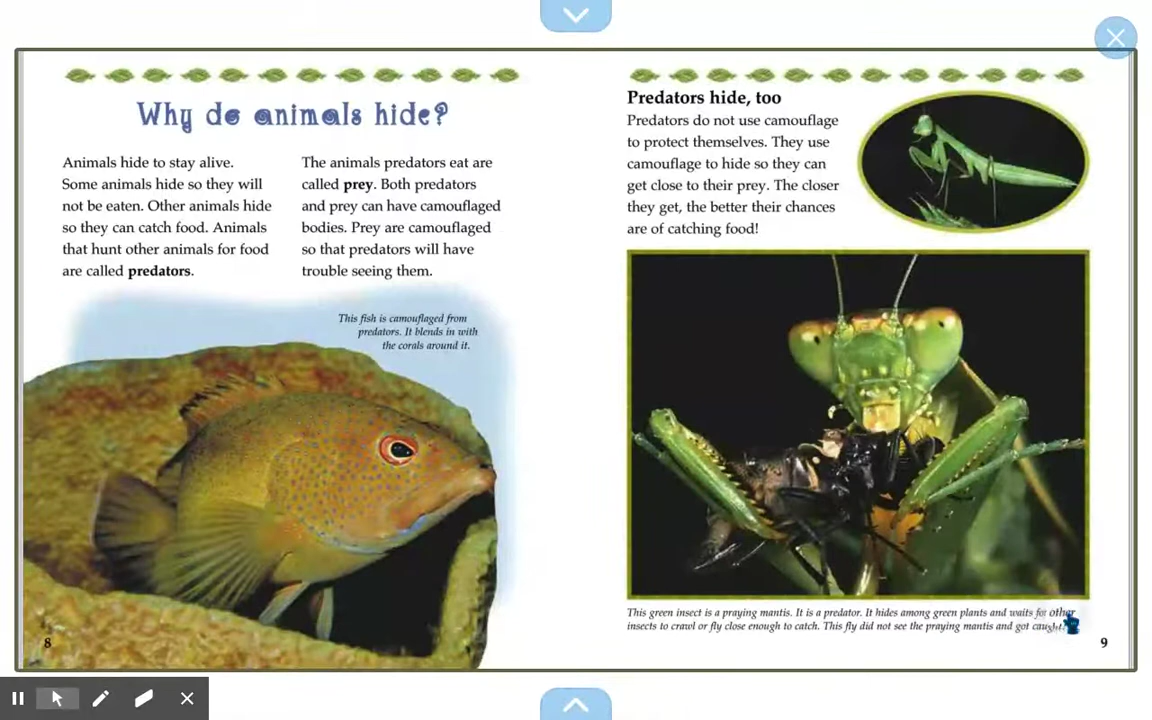 Why do animals hide?
Animals hide to stay alive.
Some animals hide so they will
not be eaten. Other animals hide
so they can catch food. Animals
that hunt other animals for food
are called predators.
The animals predators eat are
called prey. Both predators
and prey can have camouflaged
bodies. Prey are camouflaged
so that predators will have
trouble seeing them.
This fish is camouflaged from
predators. It blends in with
the corals around it.
8
Predators hide, too
Predators do not use camouflage
to protect themselves. They use
camouflage to hide so they can
get close to their prey. The closer
they get, the better their chances
are of catching food!
This green insect is a praying mantis. It is a predator. It hides among green plants and waits for other
insects to crawl or fly close enough to catch. This fly did not see the praying mantis and got caught!
9